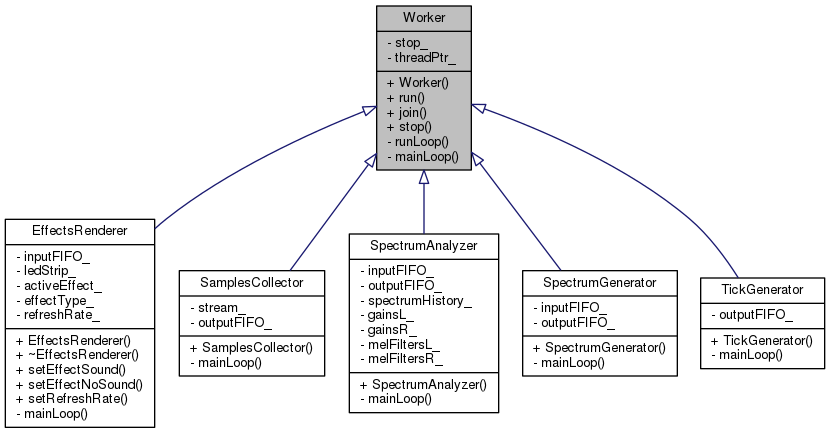 Worker
- stop_
- threadPtr_
+ Worker()
+ run()
+ join()
+ stop()
- runLoop()
- mainLoop()
EffectsRenderer
- inputFIFO_
- ledStrip_
- activeEffect_
- effectType_
- refreshRate_
+ EffectsRenderer()
+ ~EffectsRenderer()
+ setEffectSound()
+ setEffectNoSound()
+ setRefreshRate()
- mainLoop()
SamplesCollector
- stream_
- outputFIFO_
+ SamplesCollector()
- mainLoop()
SpectrumAnalyzer
- inputFIFO_
- outputFIFO_
- spectrumHistory_
- gainsL_
- gainsR_
- melFiltersL_
- melFiltersR_
+ SpectrumAnalyzer()
- mainLoop()
SpectrumGenerator
- inputFIFO_
- outputFIFO_
+ SpectrumGenerator()
- mainLoop()
TickGenerator
- outputFIFO_
+ TickGenerator()
- mainLoop()